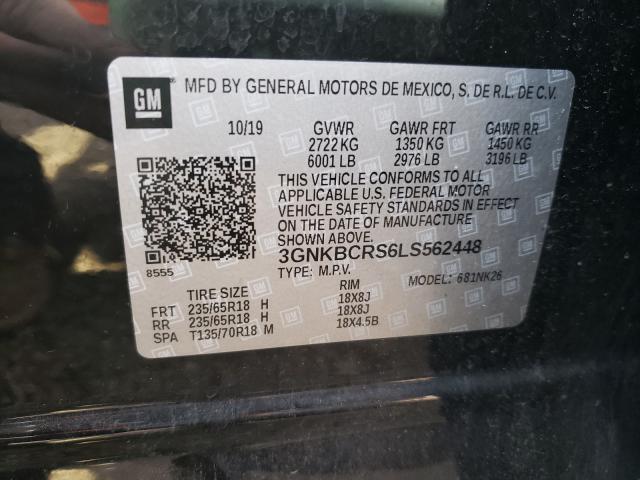 GM
MFD BY GENERAL MOTORS DE MEXICO, S. DE R.L. DE C.V.
10/19 GVWR GAWR FRT GAWR RR
2722 KG 1350 KG 1450 KG
6001 LB 2976 LB 3196 LB
THIS VEHICLE CONFORMS TO ALL
APPLICABLE U.S. FEDERAL MOTOR
VEHICLE SAFETY STANDARDS IN EFFECT
ON THE DATE OF MANUFACTURE
SHOWN ABOVE.
8555
3GNKBCRS6LS562448
TYPE: M.P.V. MODEL: 681NK26
TIRE SIZE RIM
FRT 235/65R18 H 18X8J
RR 235/65R18 H 18X8J
SPA T135/70R18 M 18X4.5B